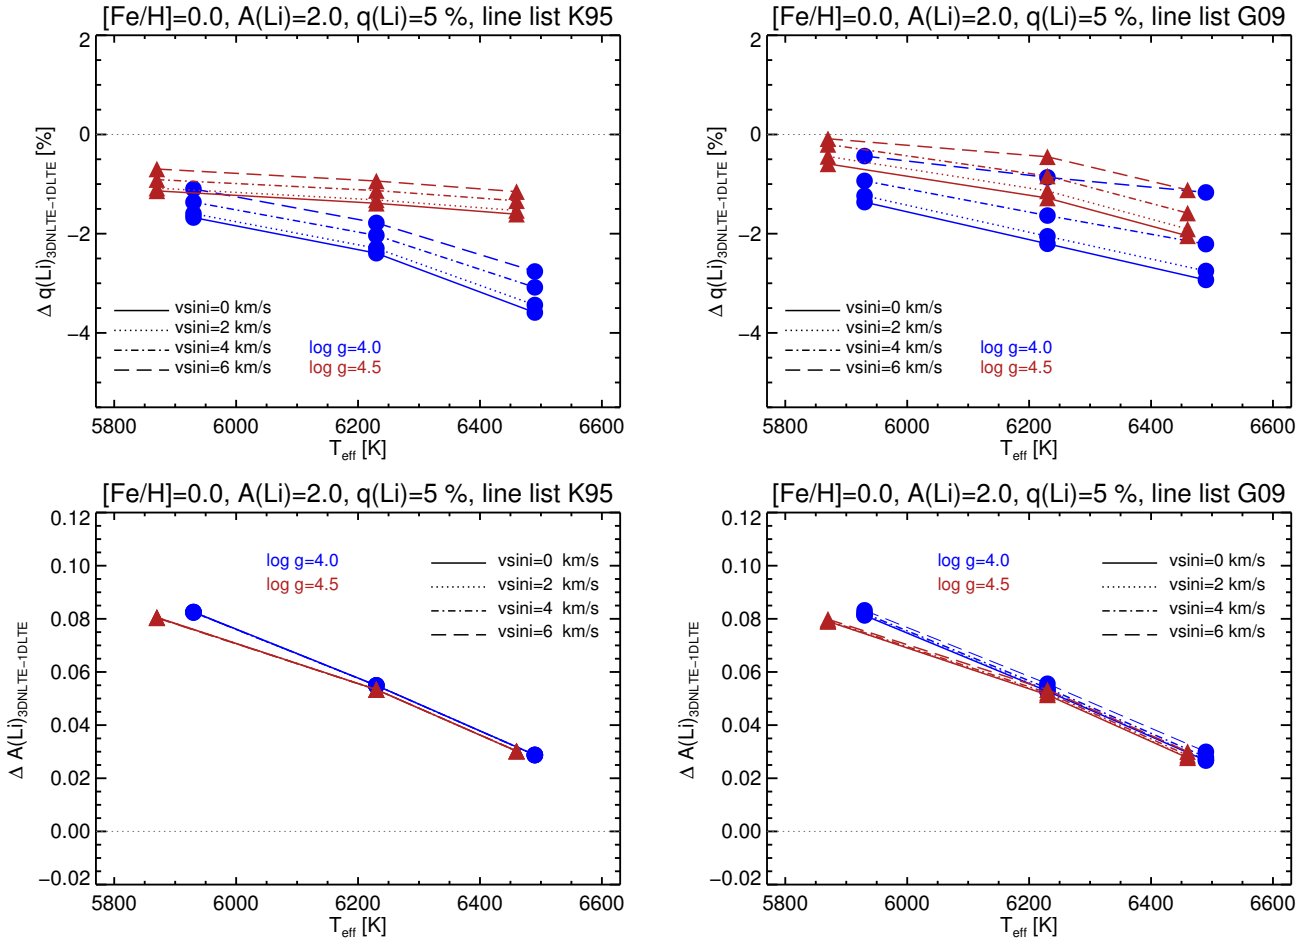 [Fe/H]=0.0, A(Li)=2.0, q(Li)=5 %, line list K95
2
0
−2
−4
Δ q(Li)3DNLTE−1DLTE [%]
vsini=0 km/s
vsini=2 km/s
vsini=4 km/s
vsini=6 km/s
log g=4.0
log g=4.5
5800 6000 6200 6400 6600
Teff [K]
[Fe/H]=0.0, A(Li)=2.0, q(Li)=5 %, line list G09
2
0
−2
−4
Δ q(Li)3DNLTE−1DLTE [%]
vsini=0 km/s
vsini=2 km/s
vsini=4 km/s
vsini=6 km/s
log g=4.0
log g=4.5
5800 6000 6200 6400 6600
Teff [K]
[Fe/H]=0.0, A(Li)=2.0, q(Li)=5 %, line list K95
0.12
0.10
0.08
0.06
0.04
0.02
0.00
−0.02
Δ A(Li)3DNLTE−1DLTE
log g=4.0
log g=4.5
vsini=0 km/s
vsini=2 km/s
vsini=4 km/s
vsini=6 km/s
5800 6000 6200 6400 6600
Teff [K]
[Fe/H]=0.0, A(Li)=2.0, q(Li)=5 %, line list G09
0.12
0.10
0.08
0.06
0.04
0.02
0.00
−0.02
Δ A(Li)3DNLTE−1DLTE
log g=4.0
log g=4.5
vsini=0 km/s
vsini=2 km/s
vsini=4 km/s
vsini=6 km/s
5800 6000 6200 6400 6600
Teff [K]